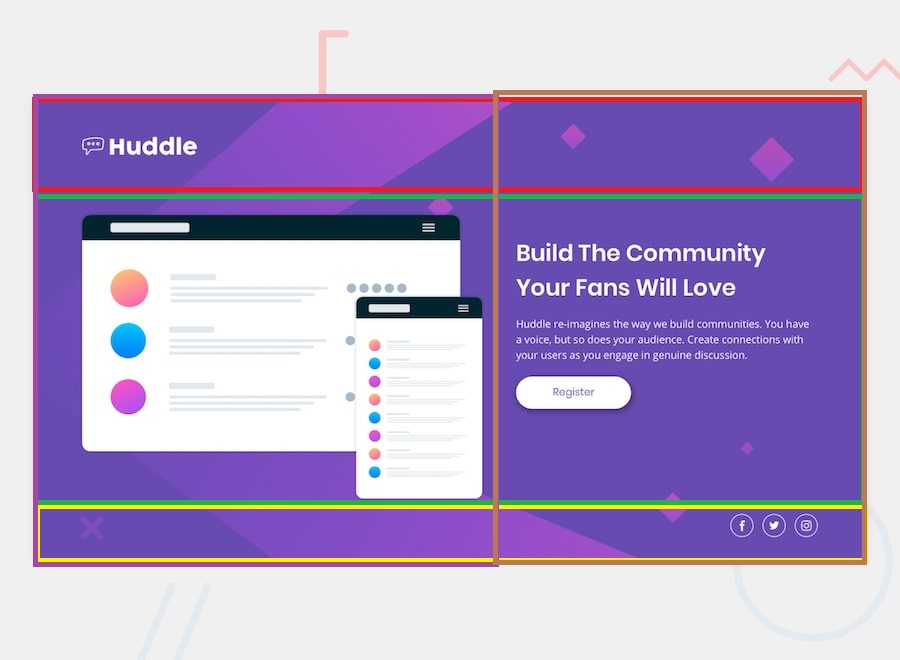 Huddle
Build The Community
Your Fans Will Love
Huddle re-imagines the way we build communities. You have
a voice, but so does your audience. Create connections with
your users as you engage in genuine discussion.
Register